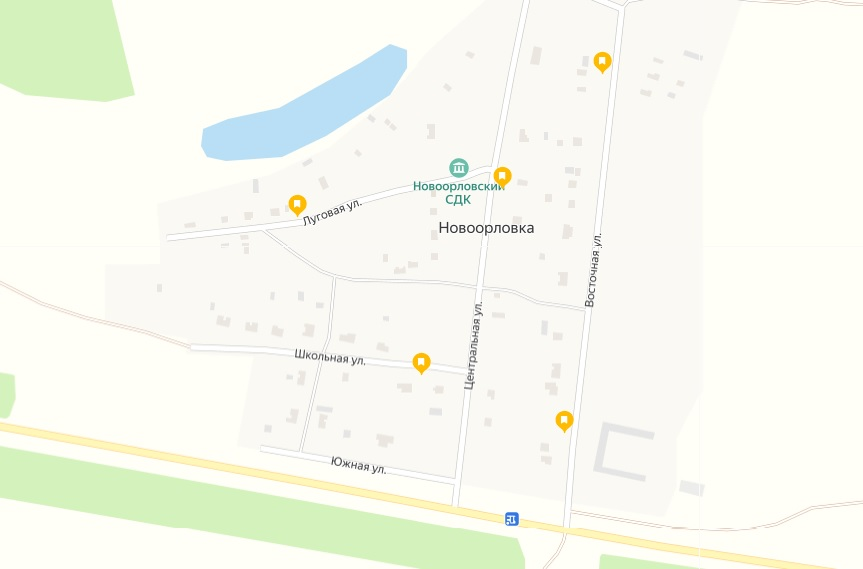 Новоорловский
СДК
Луговая ул.
Новоорловка
Восточная ул.
Центральная ул.
Школьная ул.
Южная ул.